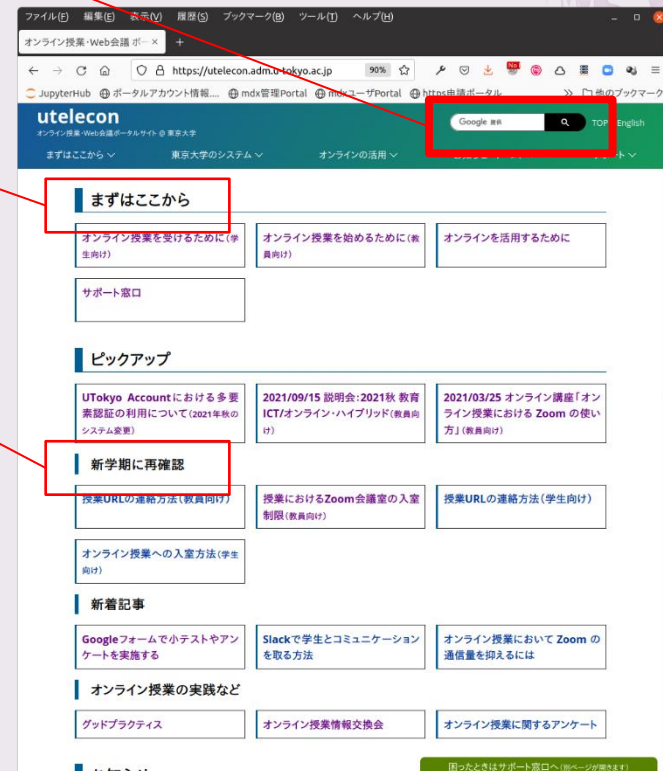 ファイル(F) 編集(E) 表示(V) 履歴(S) ブックマーク(B) ツール(T) ヘルプ(H)
オンライン授業・Web会議 ポー ×
https://utelecon.adm.u-tokyo.ac.jp 90%
JupyterHub ポータルアカウント情報.... mdx管理Portal mdxユーザPortal https申請ポータル 他のブックマーク
utelecon
オンライン授業・Web会議ポータルサイト @ 東京大学
Google 提供
TOP English
まずはここから 東京大学のシステム オンラインの活用
まずはここから
オンライン授業を受けるために(学
生向け)
オンライン授業を始めるために(教
員向け)
オンラインを活用するために
サポート窓口
ピックアップ
UTokyo Accountにおける多要
素認証の利用について(2021年秋の
システム変更)
2021/09/15 説明会:2021秋 教育
ICT/オンライン・ハイブリッド(教員向
け)
2021/03/25 オンライン講座「オン
ライン授業における Zoom の使い
方」(教員向け)
新学期に再確認
授業URLの連絡方法(教員向け)
授業におけるZoom会議室の入室
制限(教員向け)
授業URLの連絡方法(学生向け)
オンライン授業への入室方法(学生
向け)
新着記事
Googleフォームで小テストやアン
ケートを実施する
Slackで学生とコミュニケーション
を取る方法
オンライン授業において Zoom の
通信量を抑えるには
オンライン授業の実践など
グッドプラクティス
オンライン授業情報交換会
オンライン授業に関するアンケート
困ったときはサポート窓口へ(別ページが開きます)